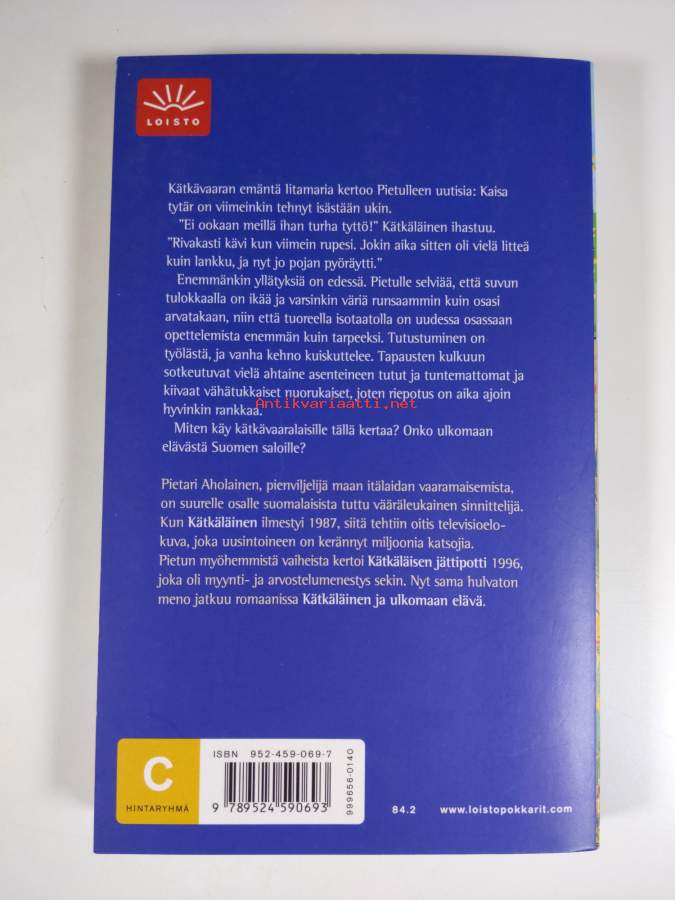 LOISTO
Kätkävaaran emäntä Iitamaria kertoo Pietulleen uutisia: Kaisa
tytär on viimeinkin tehnyt isästään ukin.
"Ei ookaan meillä ihan turha tyttö!" Kätkäläinen ihastuu.
"Rivakasti kävi kun viimein rupesi. Jokin aika sitten oli vielä litteä
kuin lankku, ja nyt jo pojan pyöräytti."
Enemmänkin yllätyksiä on edessä. Pietulle selviää, että suvun
tulokkaalla on ikää ja varsinkin väriä runsaammin kuin osasi
arvatakaan, niin että tuoreella isotaatolla on uudessa osassaan
opettelemista enemmän kuin tarpeeksi. Tutustuminen on
työlästä, ja vanha kehno kuiskuttelee. Tapausten kulkuun
sotkeutuvat vielä ahtaine asenteineen tutut ja tuntemattomat ja
kiivaat vähätukkaiset nuorukaiset, joten riepotus on aika ajoin
Antikvariaatti.net
hyvinkin rankkaa.
Miten käy kätkävaaralaisille tällä kertaa? Onko ulkomaan
elävästä Suomen saloille?
Pietari Aholainen, pienviljelijä maan itälaidan vaaramaisemista,
on suurelle osalle suomalaisista tuttu vääräleukainen sinnittelijä.
Kun Kätkäläinen ilmestyi 1987, siitä tehtiin oitis televisioelo-
kuva, joka uusintoineen on kerännyt miljoonia katsojia.
Pietun myöhemmistä vaiheista kertoi Kätkäläisen jättipotti 1996,
joka oli myynti- ja arvostelumenestys sekin. Nyt sama hulvaton
meno jatkuu romaanissa Kätkäläinen ja ulkomaan elävä.
C
HINTARYHMÄ
ISBN 952-459-069-7
9 789524 590693
999656-0140
84.2
www.loistopokkarit.com